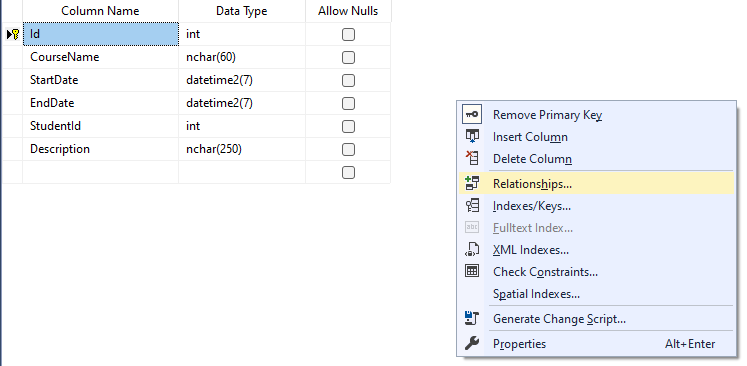 Column Name Data Type Allow Nulls
Id int
CourseName nchar(60)
StartDate datetime2(7)
EndDate datetime2(7)
StudentId int
Description nchar(250)
Remove Primary Key
Insert Column
Delete Column
Relationships...
Indexes/Keys...
abc Fulltext Index...
XML Indexes...
Check Constraints...
Spatial Indexes...
Generate Change Script...
Properties Alt+Enter